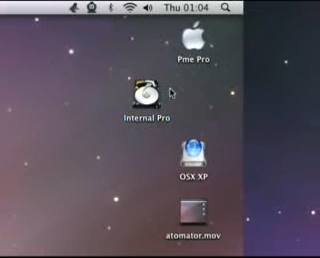 Thu 01:04
Pme Pro
Internal Pro
OSX XP
atomator.mov